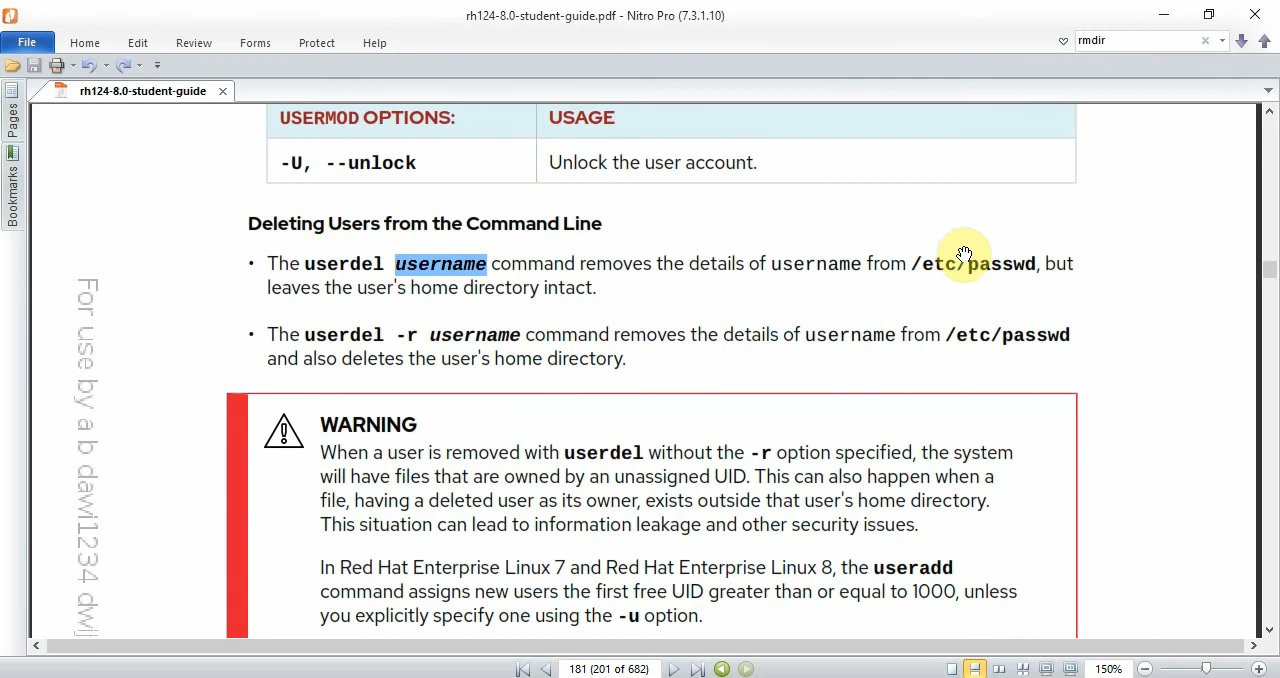 rh124-8.0-student-guide.pdf - Nitro Pro (7.3.1.10)
File Home Edit Review Forms Protect Help
rmdir
rh124-8.0-student-guide
Pages
Bookmarks
USERMOD OPTIONS: USAGE
-U, --unlock Unlock the user account.
Deleting Users from the Command Line
• The userdel username command removes the details of username from /etc/passwd, but
leaves the user's home directory intact.
• The userdel -r username command removes the details of username from /etc/passwd
and also deletes the user's home directory.
WARNING
When a user is removed with userdel without the -r option specified, the system
will have files that are owned by an unassigned UID. This can also happen when a
file, having a deleted user as its owner, exists outside that user's home directory.
This situation can lead to information leakage and other security issues.
In Red Hat Enterprise Linux 7 and Red Hat Enterprise Linux 8, the useradd
command assigns new users the first free UID greater than or equal to 1000, unless
you explicitly specify one using the -u option.
For use by a b dawi1234
181 (201 of 682)
150%